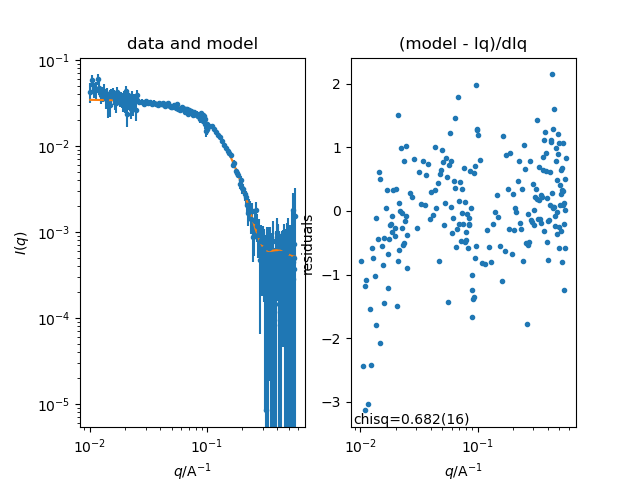 data and model
(model - Iq)/dIq
10⁻¹
10⁻²
10⁻³
10⁻⁴
10⁻⁵
I(q)
2
1
0
−1
−2
−3
residuals
chisq=0.682(16)
10⁻²
10⁻¹
10⁻²
10⁻¹
q/A⁻¹
q/A⁻¹